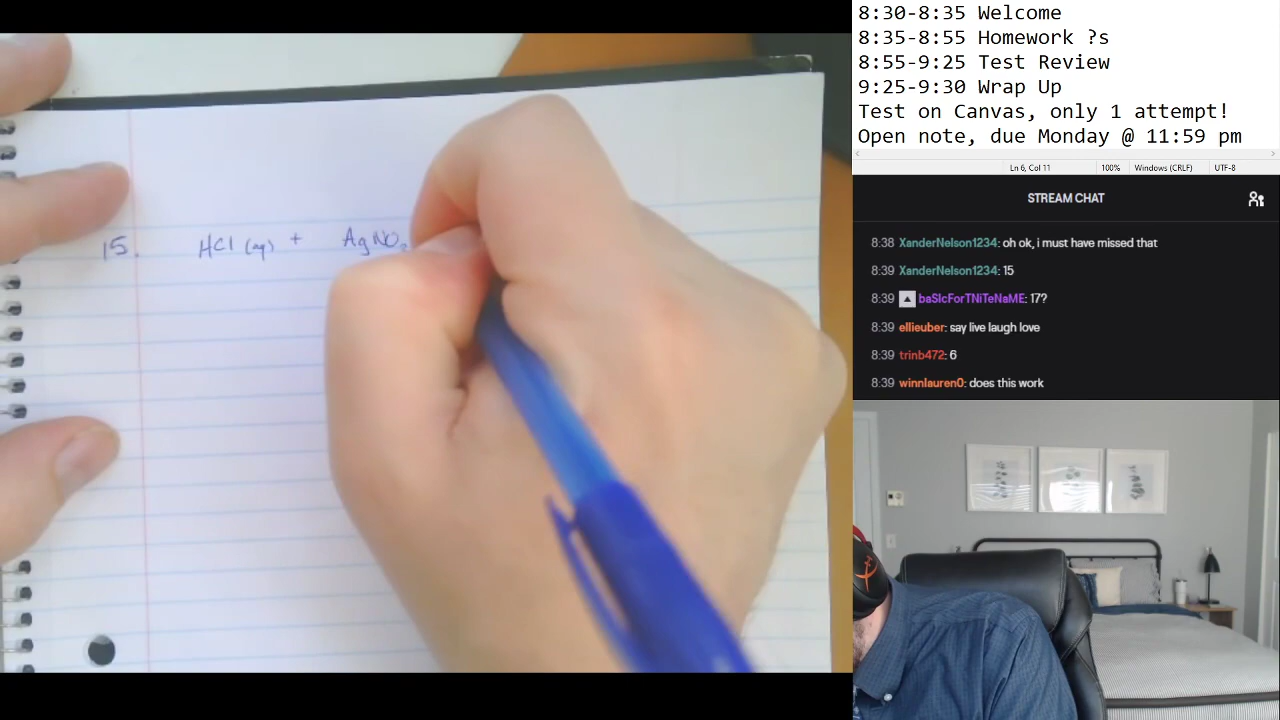 8:30-8:35 Welcome
8:35-8:55 Homework ?s
8:55-9:25 Test Review
9:25-9:30 Wrap Up
Test on Canvas, only 1 attempt!
Open note, due Monday @ 11:59 pm
Ln 6, Col 11 100% Windows (CRLF) UTF-8
STREAM CHAT
8:38 XanderNelson1234: oh ok, i must have missed that
8:39 XanderNelson1234: 15
8:39 baSIcForTNiTeNaME: 17?
8:39 ellieuber: say live laugh love
8:39 trinb472: 6
8:39 winnlauren0: does this work
15. HCl (aq) + AgNO3